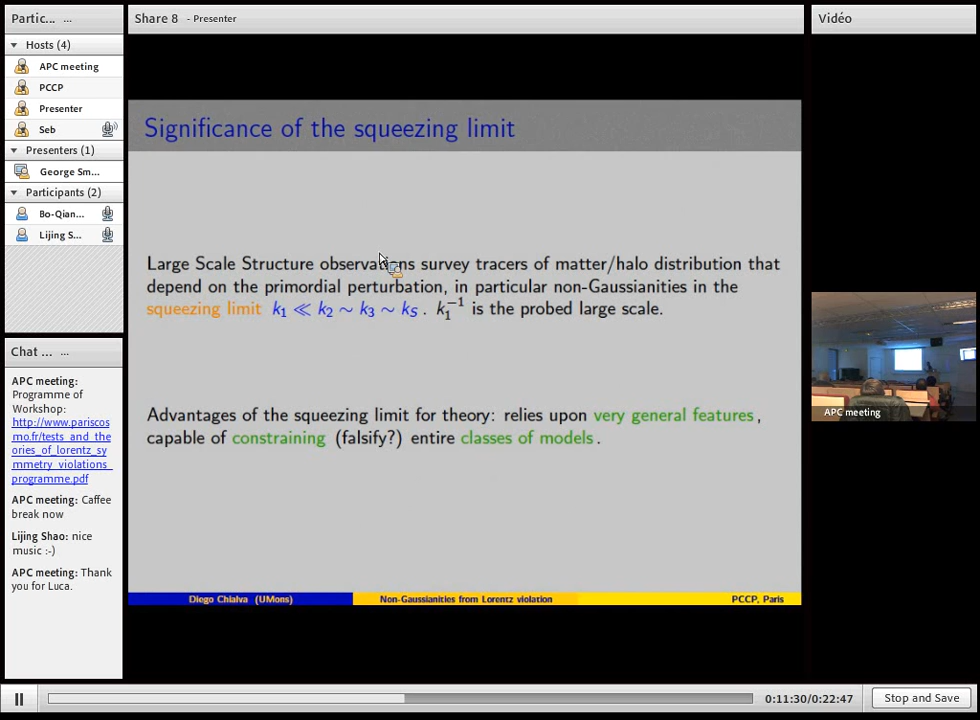 Partic... ...
Hosts (4)
APC meeting
PCCP
Presenter
Seb
Presenters (1)
George Sm...
Participants (2)
Bo-Qian...
Lijing S...
Chat ... ...
APC meeting:
Programme of
Workshop:
http://www.pariscos
mo.fr/tests_and_the
ories_of_lorentz_sy
mmetry_violations_
programme.pdf
APC meeting: Caffee
break now
Lijing Shao: nice
music :-)
APC meeting: Thank
you for Luca.
Share 8 - Presenter
Significance of the squeezing limit
Large Scale Structure observations survey tracers of matter/halo distribution that
depend on the primordial perturbation, in particular non-Gaussianities in the
squeezing limit k₁ ≪ k₂ ∼ k₃ ∼ k_S . k₁⁻¹ is the probed large scale.
Advantages of the squeezing limit for theory: relies upon very general features ,
capable of constraining (falsify?) entire classes of models .
Diego Chialva (UMons) Non-Gaussianities from Lorentz violation PCCP, Paris
Vidéo
APC meeting
0:11:30/0:22:47
Stop and Save